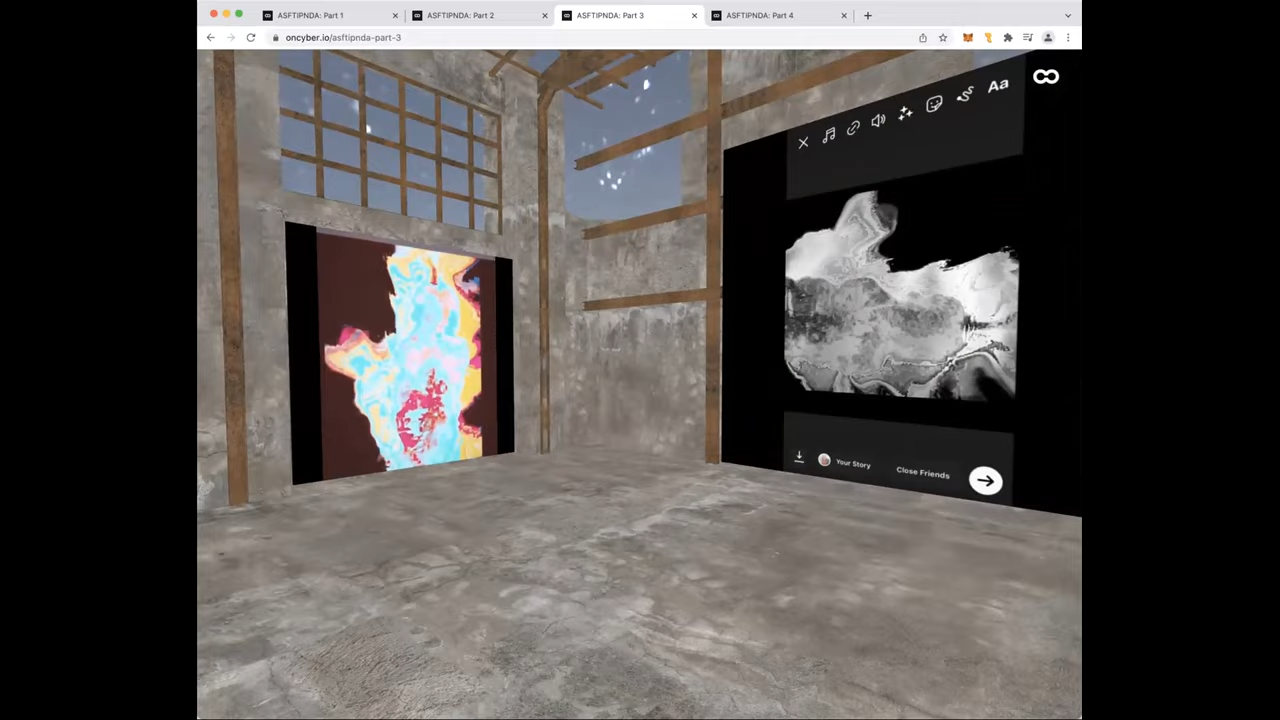 ASFTIPNDA: Part 1
ASFTIPNDA: Part 2
ASFTIPNDA: Part 3
ASFTIPNDA: Part 4
oncyber.io/asftipnda-part-3
Aa
Your Story
Close Friends